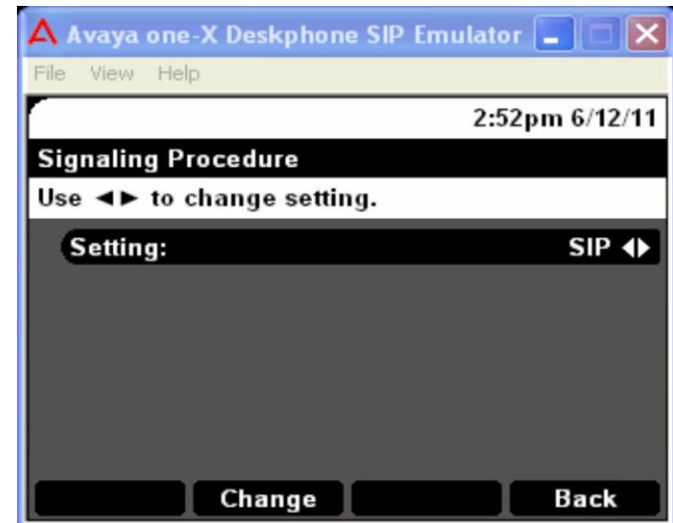 Avaya one-X Deskphone SIP Emulator
File View Help
2:52pm 6/12/11
Signaling Procedure
Use ◄► to change setting.
Setting: SIP ◄►
Change Back